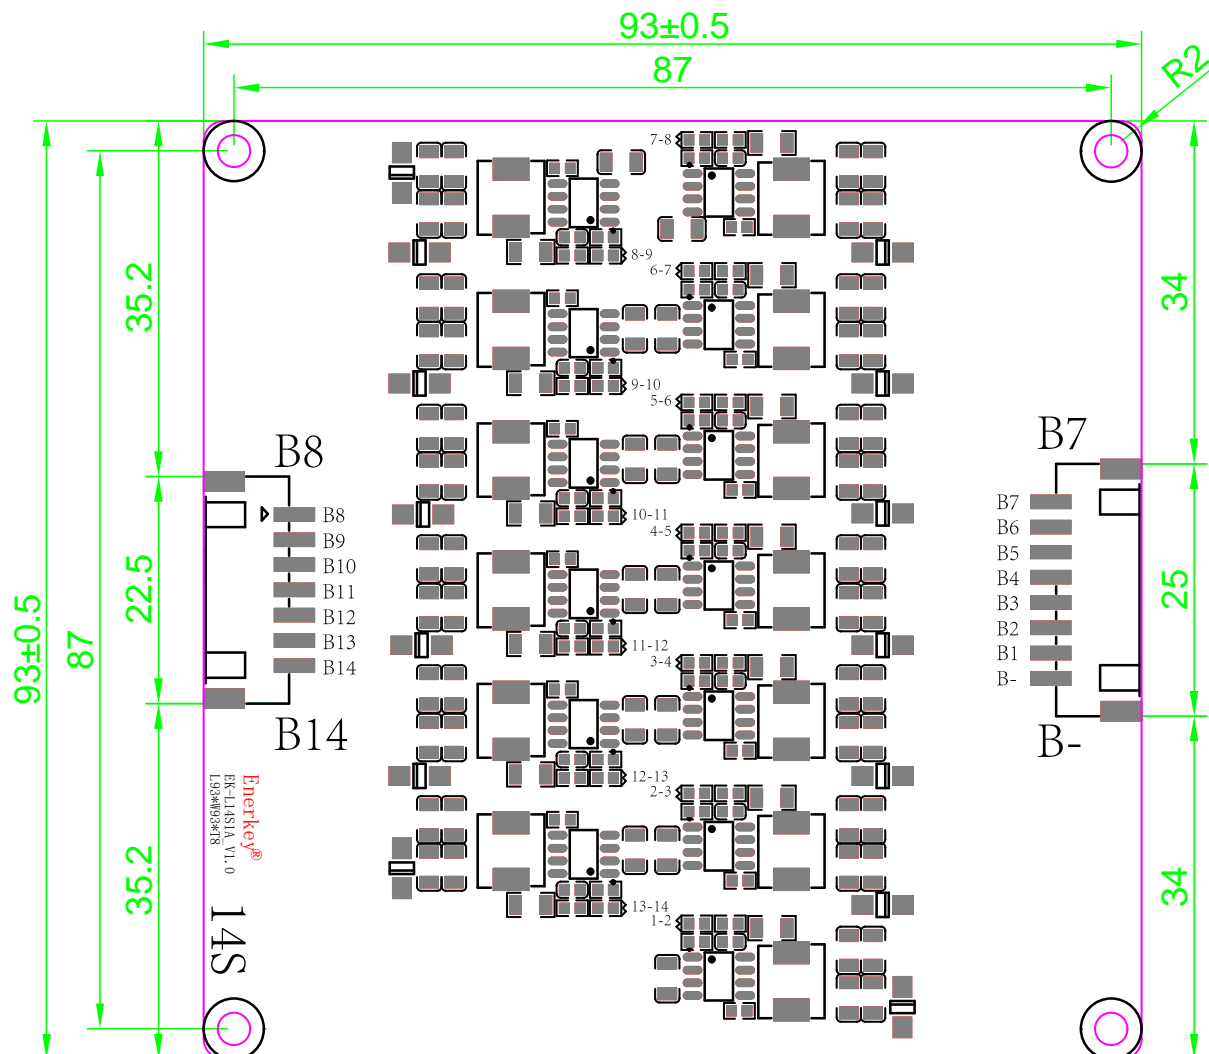 93±0.5
87
R2
7-8
8-9
6-7
35.2
34
9-10
5-6
B8
B7
10-11
4-5
B8
B9
B10
B11
B12
B13
B14
B7
B6
B5
B4
B3
B2
B1
B-
22.5
25
93±0.5
87
11-12
3-4
B14
B-
12-13
2-3
Enerkey®
EK-L14S1A V1.0
L93*W93*T8
35.2
34
13-14
1-2
14S